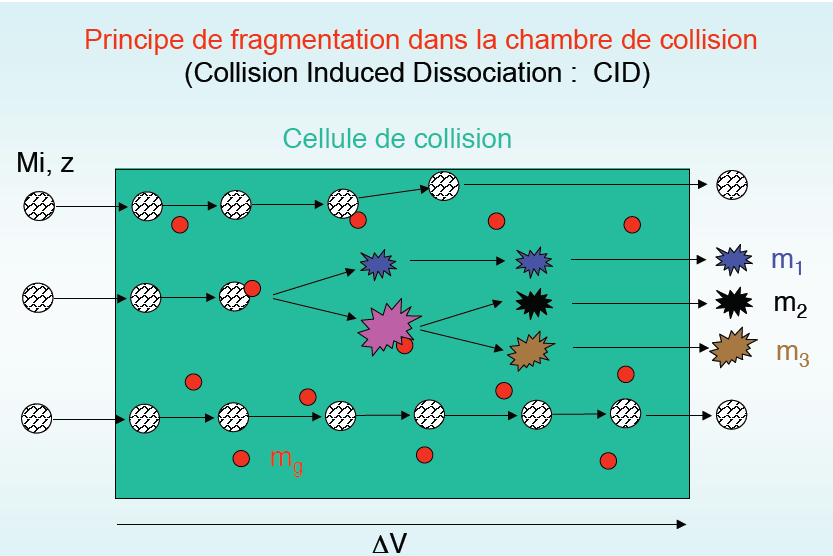 Principe de fragmentation dans la chambre de collision
(Collision Induced Dissociation : CID)
Cellule de collision
Mi, z
m1
m2
m3
mg
ΔV